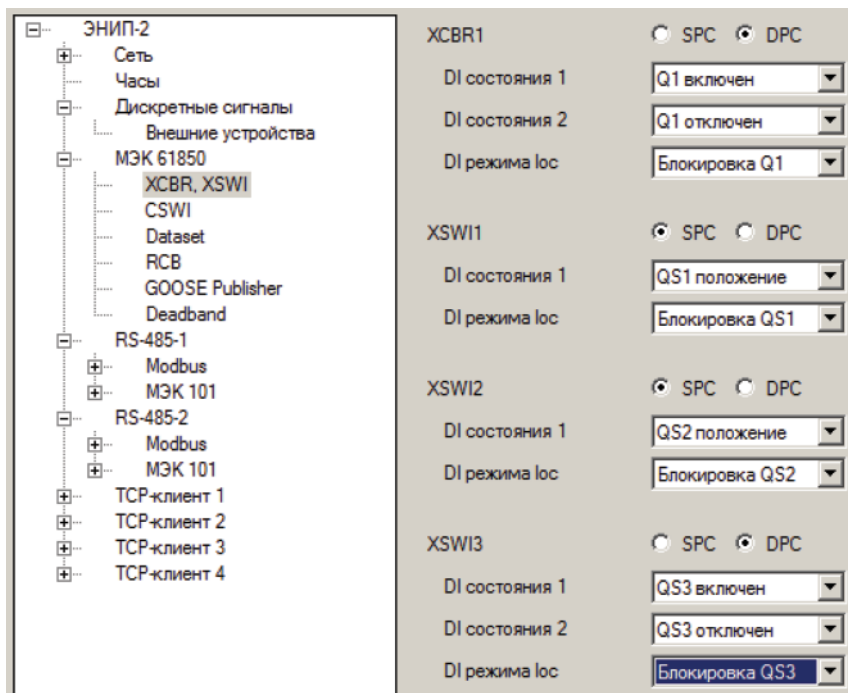 ЭНИП-2
Сеть
Часы
Дискретные сигналы
Внешние устройства
МЭК 61850
XCBR, XSWI
CSWI
Dataset
RCB
GOOSE Publisher
Deadband
RS-485-1
Modbus
МЭК 101
RS-485-2
Modbus
МЭК 101
TCP-клиент 1
TCP-клиент 2
TCP-клиент 3
TCP-клиент 4
XCBR1 SPC DPC
DI состояния 1 Q1 включен
DI состояния 2 Q1 отключен
DI режима loc Блокировка Q1
XSWI1 SPC DPC
DI состояния 1 QS1 положение
DI режима loc Блокировка QS1
XSWI2 SPC DPC
DI состояния 1 QS2 положение
DI режима loc Блокировка QS2
XSWI3 SPC DPC
DI состояния 1 QS3 включен
DI состояния 2 QS3 отключен
DI режима loc Блокировка QS3